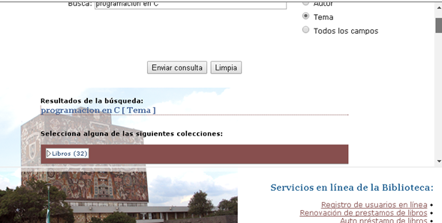 Busca: programacion en C
Autor
Tema
Todos los campos
Enviar consulta Limpia
Resultados de la búsqueda:
programacion en C [ Tema ]
Selecciona alguna de las siguientes colecciones:
Libros (32)
Servicios en línea de la Biblioteca:
Registro de usuarios en línea •
Renovación de prestamos de libros •
Auto préstamo de libros •